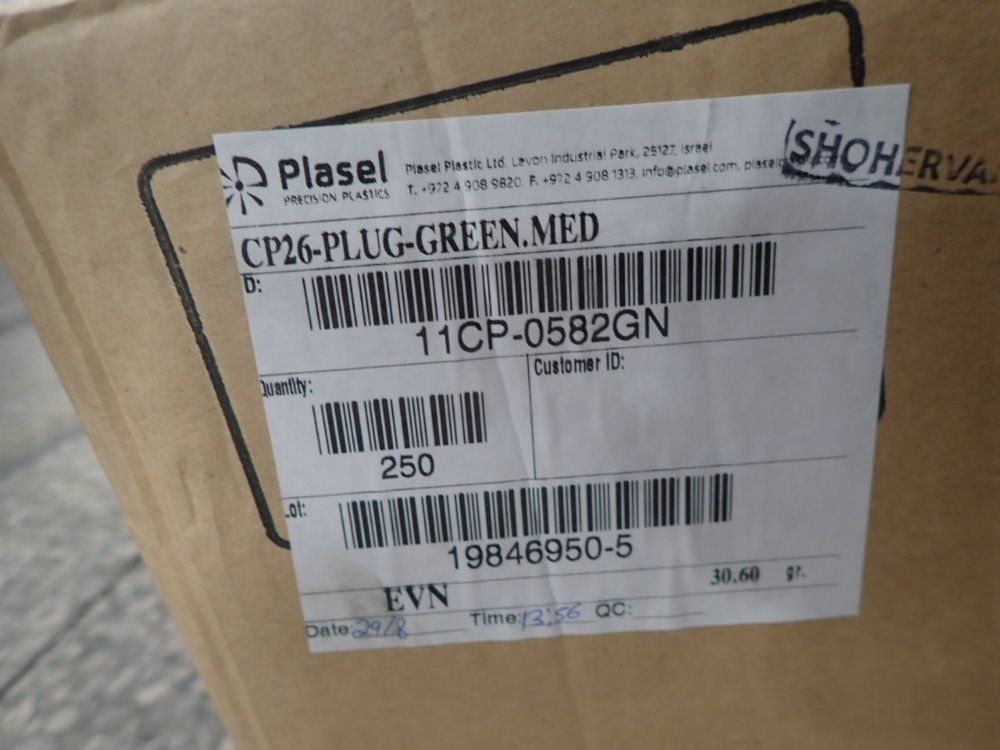 Plasel
PRECISION PLASTICS
Plasel Plastic Ltd. Lavon Industrial Park, 25127, Israel
T. +972 4 908 9820, F. +972 4 908 1313, info@plasel.com,
SHOHERVA
CP26-PLUG-GREEN.MED
D:
11CP-0582GN
Quantity:
250
Customer ID:
Lot:
19846950-5
30.60 gr.
EVN
Date: 29/8 Time: 13:56 QC: